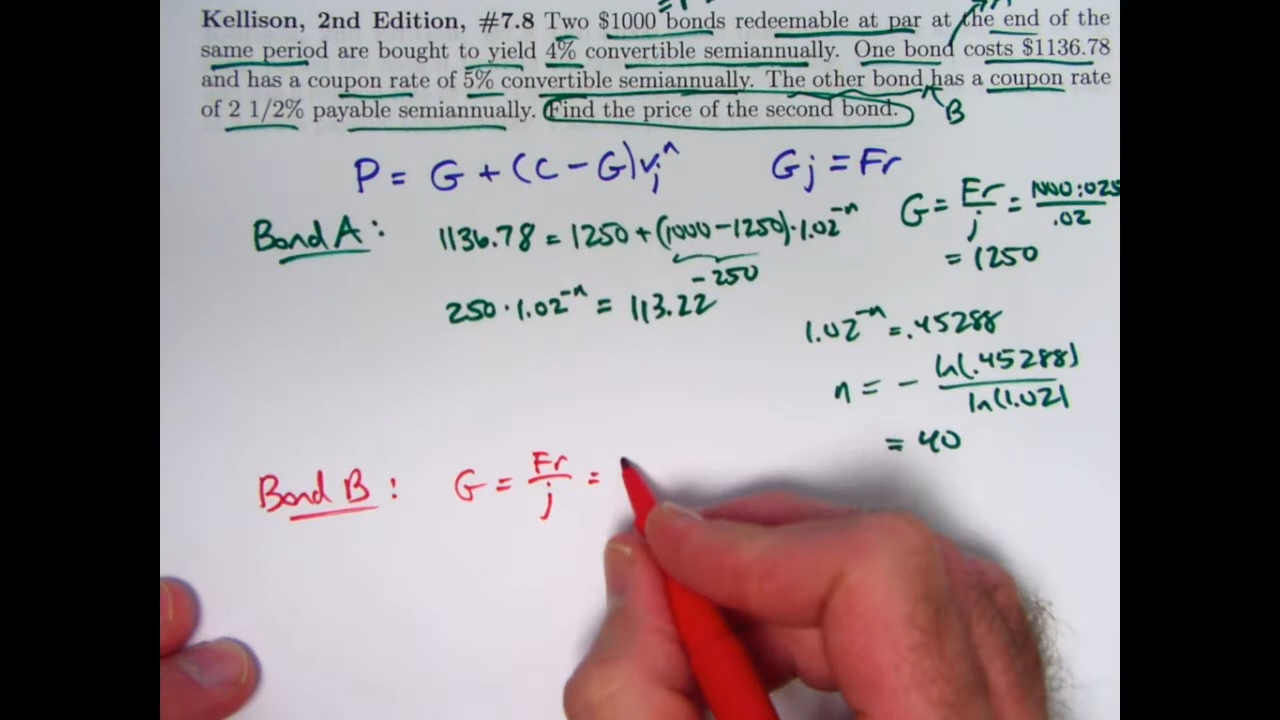 Kellison, 2nd Edition, #7.8 Two $1000 bonds redeemable at par at the end of the
same period are bought to yield 4% convertible semiannually. One bond costs $1136.78
and has a coupon rate of 5% convertible semiannually. The other bond has a coupon rate
of 2 1/2% payable semiannually. Find the price of the second bond. B
P = G + (C - G)v_j^n Gj = Fr
G = Fr/j = 1000·.025/.02
Bond A: 1136.78 = 1250 + (1000 - 1250)·1.02^-n
= 1250
-250
250·1.02^-n = 113.22
1.02^-n = .45288
n = - ln(.45288)/ln(1.02)
= 40
Bond B: G = Fr/j =